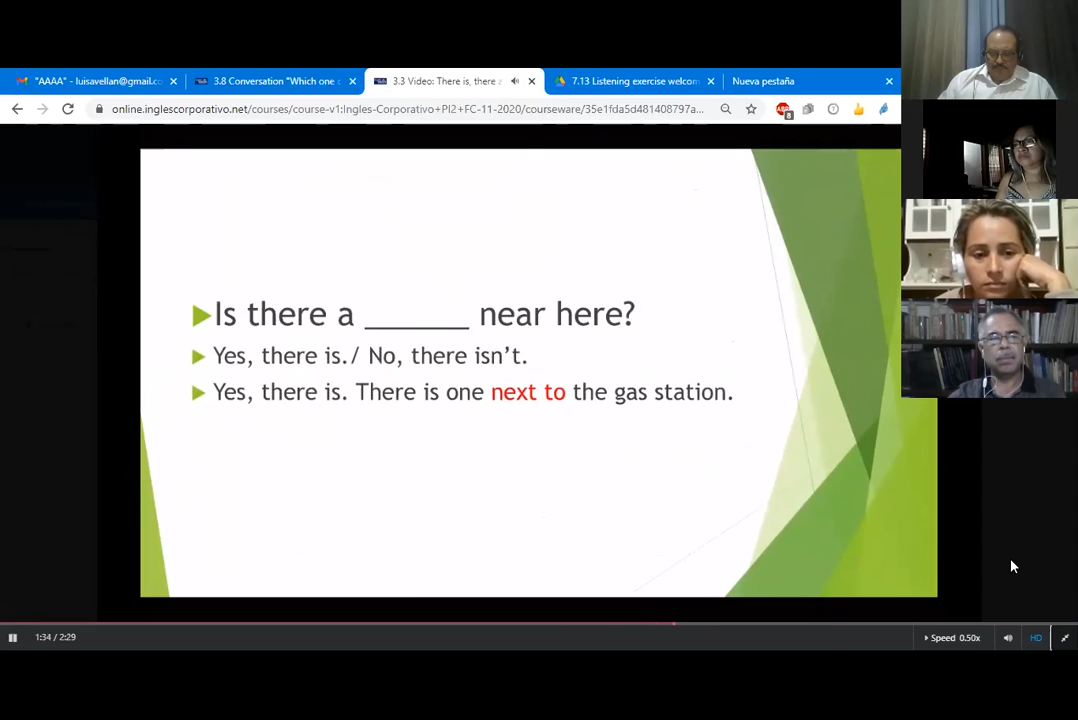 "AAAA" - luisavellan@gmail.co
3.8 Conversation "Which one
3.3 Video: There is, there
7.13 Listening exercise welcom
Nueva pestaña
online.inglescorporativo.net/courses/course-v1:Ingles-Corporativo+PI2+FC-11-2020/courseware/35e1fda5d481408797a...
8
Is there a ______ near here?
Yes, there is./ No, there isn't.
Yes, there is. There is one next to the gas station.
1:34 / 2:29
Speed 0.50x
HD